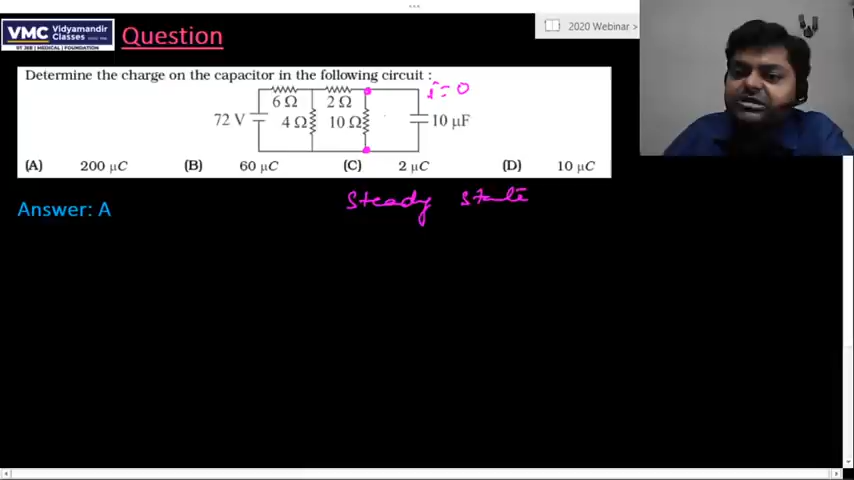 2020 Webinar >
VMC Vidyamandir Classes
IIT JEE | MEDICAL | FOUNDATION
Question
Determine the charge on the capacitor in the following circuit :
i = 0
6 Ω 2 Ω
72 V 4 Ω 10 Ω 10 μF
(A) 200 μC (B) 60 μC (C) 2 μC (D) 10 μC
Steady state
Answer: A